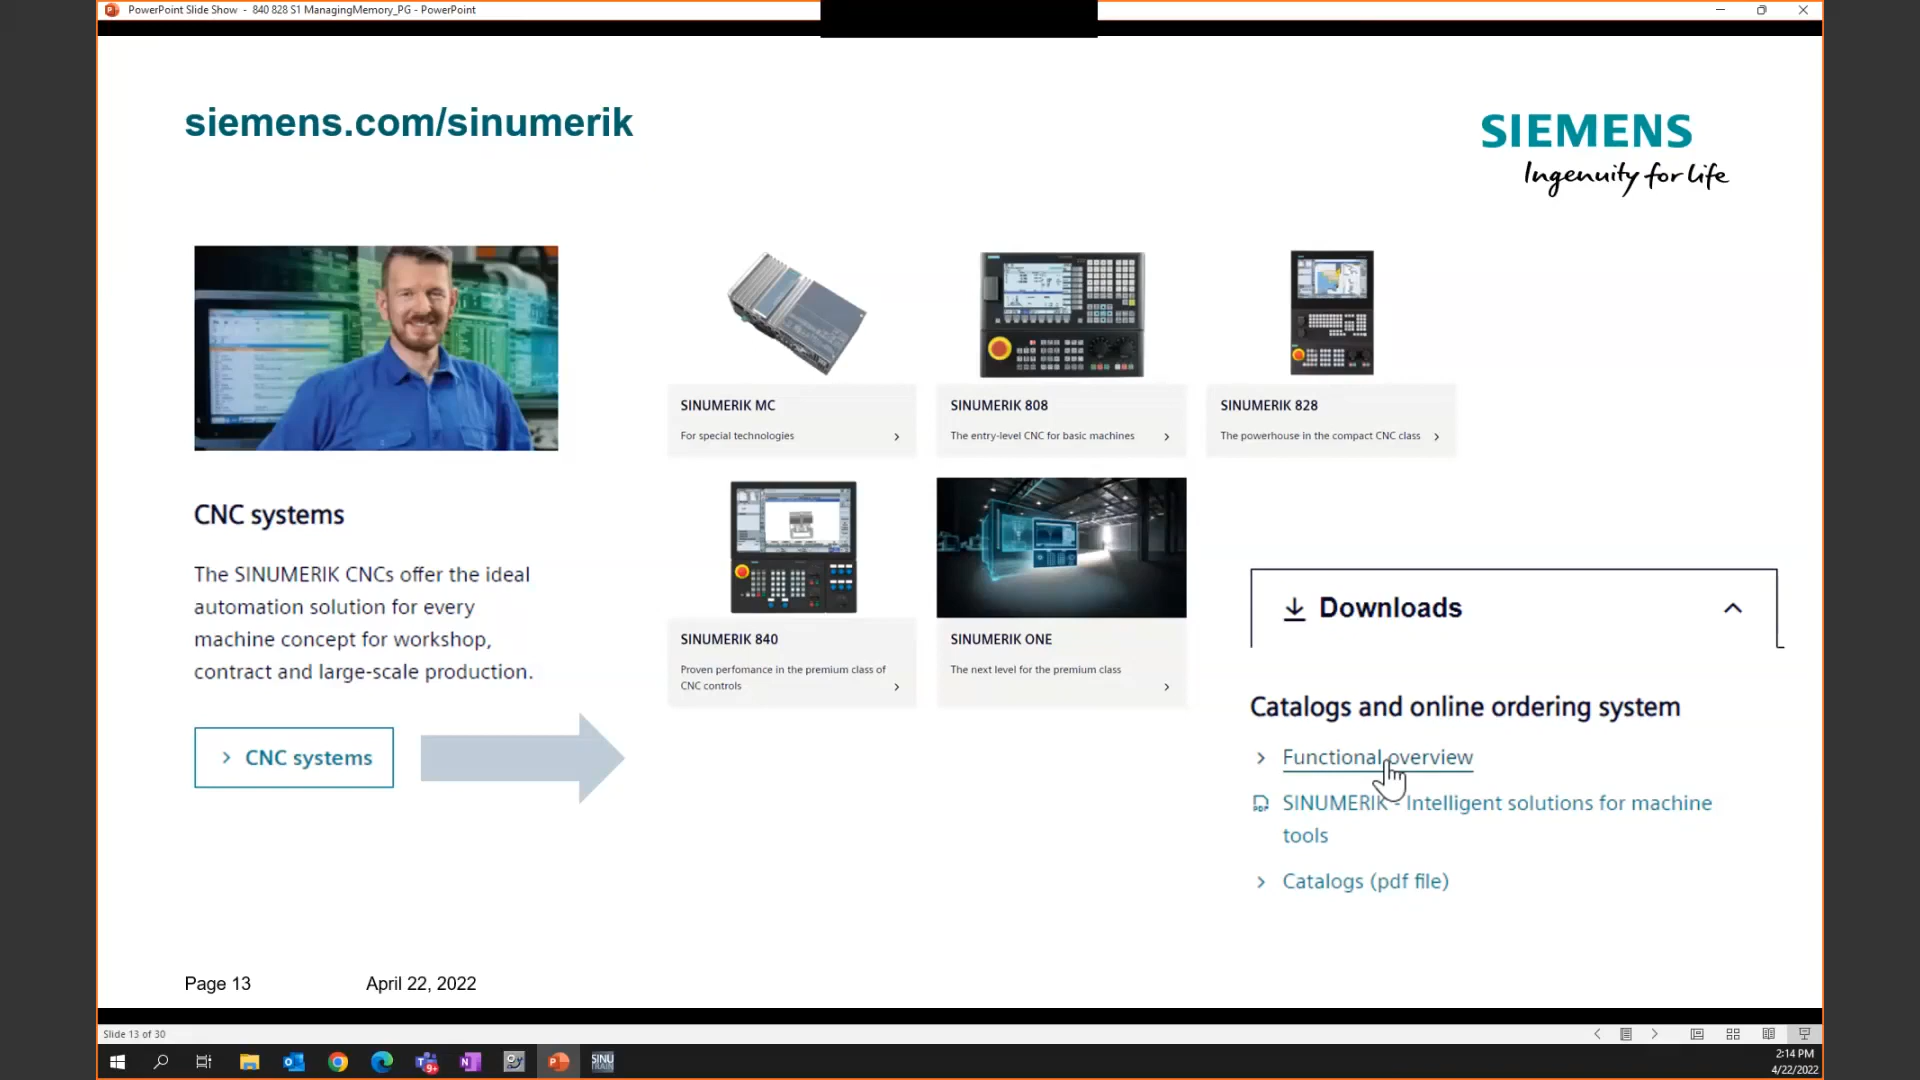 PowerPoint Slide Show - 840 828 S1 ManagingMemory_PG - PowerPoint
siemens.com/sinumerik
SIEMENS
Ingenuity for life
SINUMERIK MC
For special technologies
SINUMERIK 808
The entry-level CNC for basic machines
SINUMERIK 828
The powerhouse in the compact CNC class
CNC systems
The SINUMERIK CNCs offer the ideal
automation solution for every
machine concept for workshop,
contract and large-scale production.
CNC systems
SINUMERIK 840
Proven perfomance in the premium class of
CNC controls
SINUMERIK ONE
The next level for the premium class
Downloads
Catalogs and online ordering system
Functional overview
SINUMERIK - Intelligent solutions for machine
tools
Catalogs (pdf file)
Page 13
April 22, 2022
Slide 13 of 30
SINU
TRAIN
9+
2:14 PM
4/22/2022